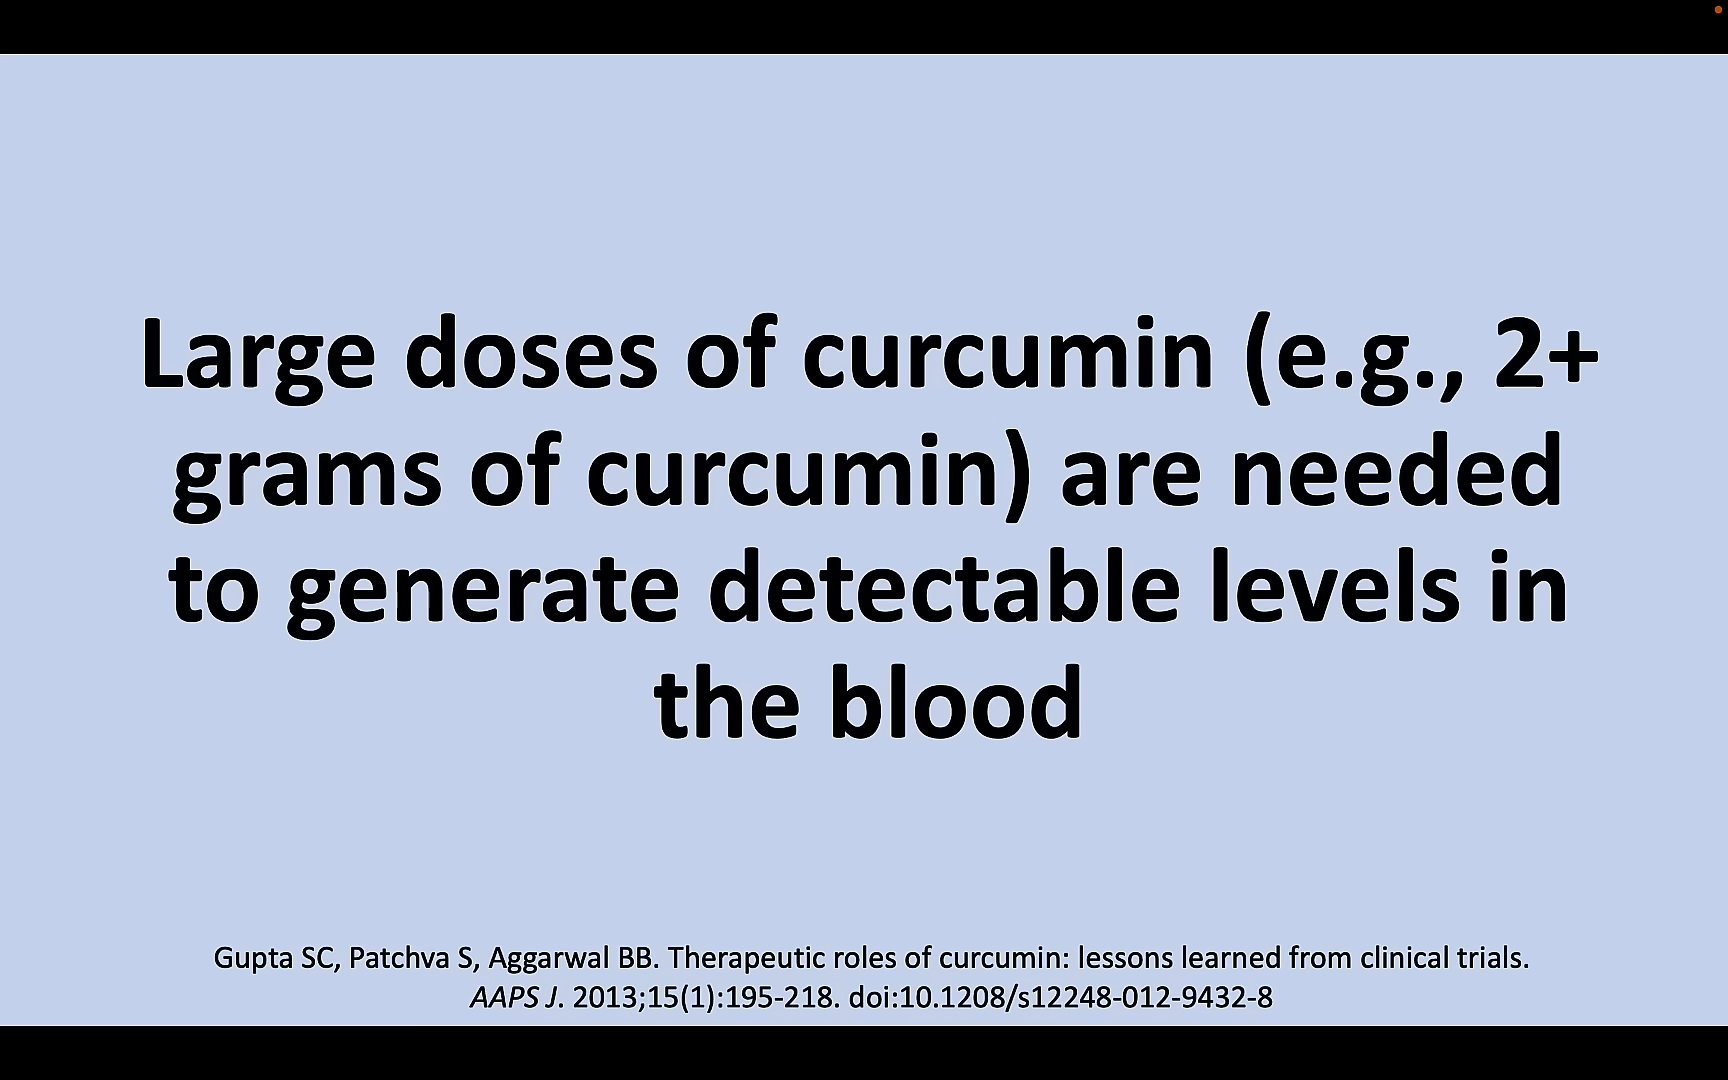 Large doses of curcumin (e.g., 2+
grams of curcumin) are needed
to generate detectable levels in
the blood
Gupta SC, Patchva S, Aggarwal BB. Therapeutic roles of curcumin: lessons learned from clinical trials.
AAPS J. 2013;15(1):195-218. doi:10.1208/s12248-012-9432-8